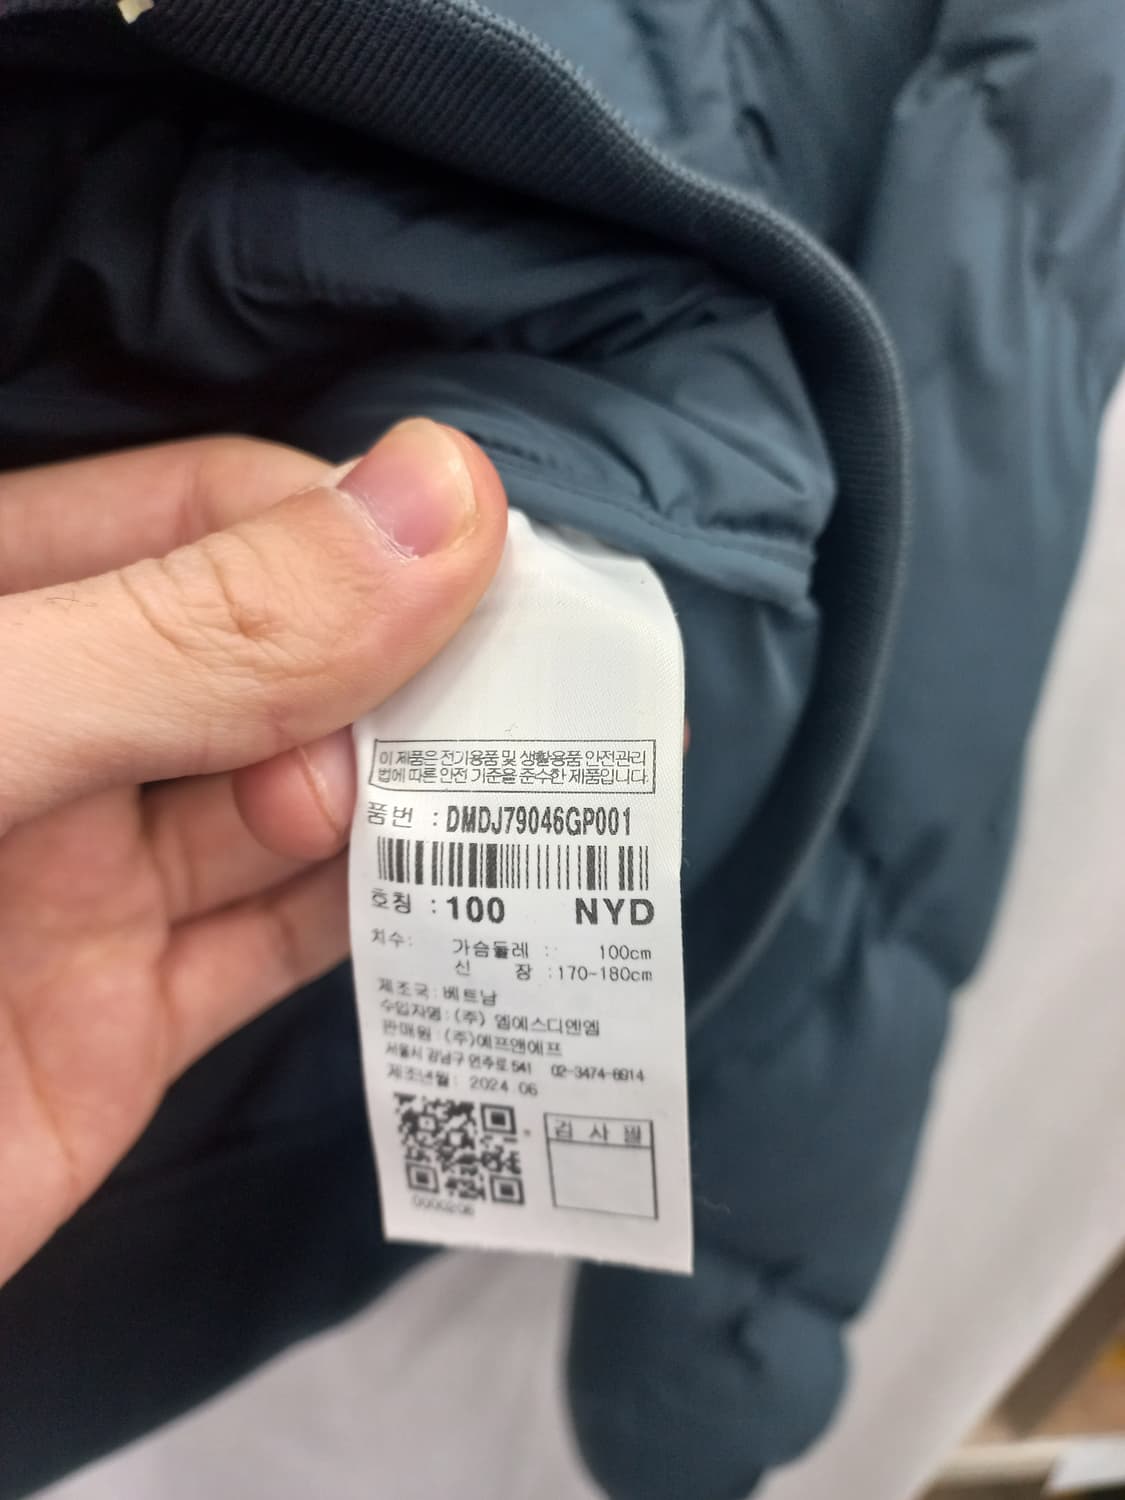 이 제품은 전기용품 및 생활용품 안전관리
법에 따른 안전 기준을 준수한 제품입니다.
품번 : DMDJ79046GP001
호칭 : 100 NYD
치수: 가슴둘레 : 100cm
신 장 : 170-180cm
제조국 : 베트남
수입자명 : (주) 엠에스디엔엠
판매원 : (주)에프앤에프
서울시 강남구 언주로 541 02-3474-8914
제조년월 : 2024.06
검 사 필
0000206